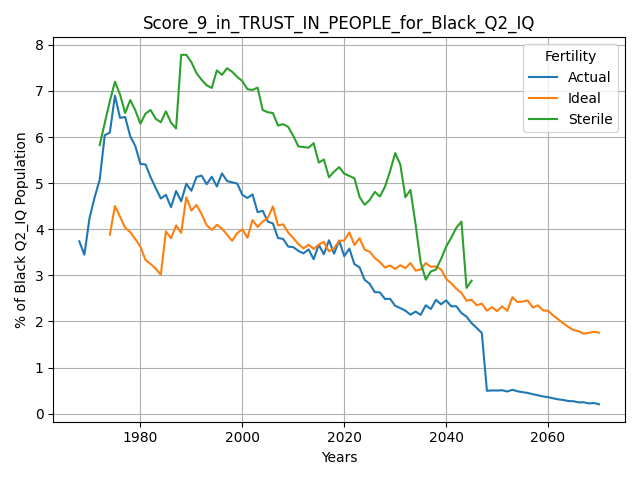 Score_9_in_TRUST_IN_PEOPLE_for_Black_Q2_IQ
% of Black Q2_IQ Population
8
7
6
5
4
3
2
1
0
Fertility
Actual
Ideal
Sterile
1980
2000
2020
2040
2060
Years